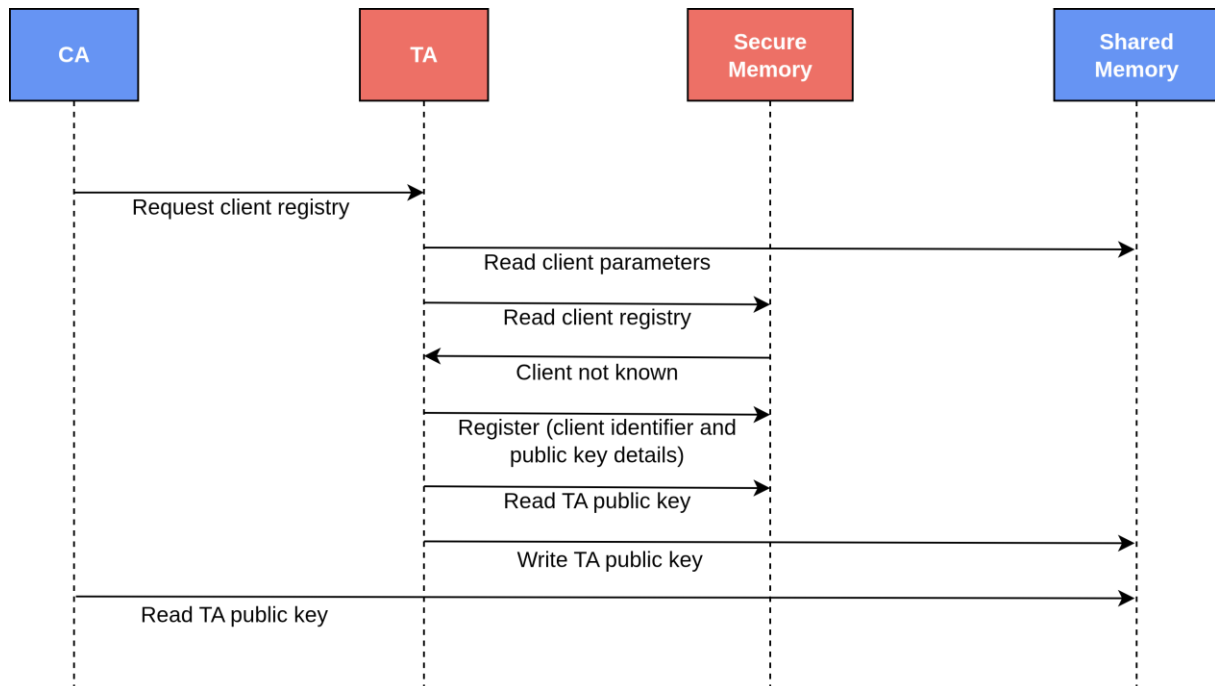 CA
TA
Secure
Memory
Shared
Memory
Request client registry
Read client parameters
Read client registry
Client not known
Register (client identifier and
public key details)
Read TA public key
Write TA public key
Read TA public key